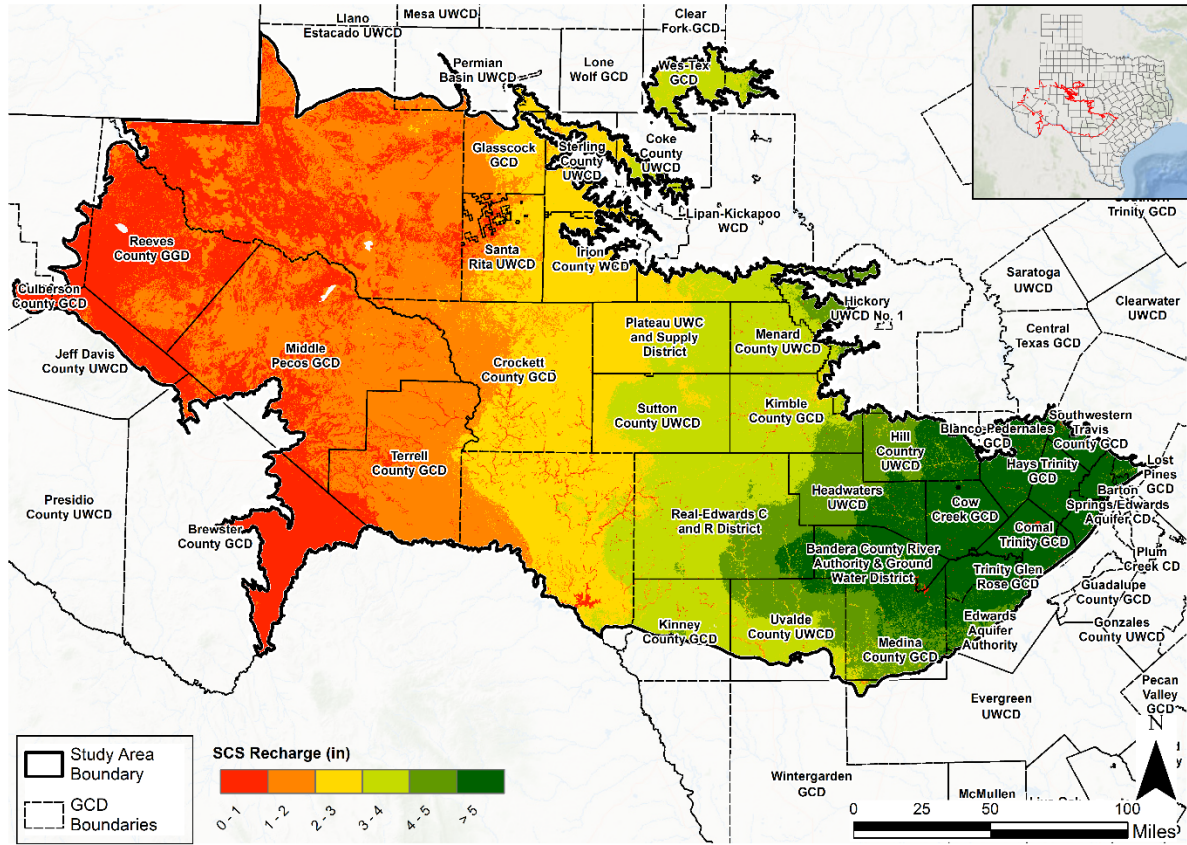 Llano
Estacado UWCD
Mesa UWCD
Clear
Fork GCD
Permian
Basin UWCD
Lone
Wolf GCD
Wes-Tex
GCD
Glasscock
GCD
Sterling
County
UWCD
Coke
County
UWCD
Santa
Rita UWCD
Irion
County WCD
Lipan-Kickapoo
WCD
Trinity GCD
Reeves
County GGD
Culberson
County GCD
Jeff Davis
County UWCD
Middle
Pecos GCD
Crockett
County GCD
Plateau UWC
and Supply
District
Menard
County UWCD
Hickory
UWCD No. 1
Saratoga
UWCD
Clearwater
UWCD
Central
Texas GCD
Sutton
County UWCD
Kimble
County GCD
Terrell
County GCD
Presidio
County UWCD
Brewster
County GCD
Hill
Country
UWCD
Blanco-Pedernales
GCD
Southwestern
Travis
County GCD
Hays Trinity
GCD
Lost
Pines
GCD
Barton
Springs/Edwards
Aquifer CD
Real-Edwards C
and R District
Headwaters
UWCD
Cow
Creek GCD
Comal
Trinity GCD
Bandera County River
Authority & Ground
Water District
Trinity Glen
Rose GCD
Plum
Creek CD
Guadalupe
County GCD
Gonzales
County UWCD
Kinney
County GCD
Uvalde
County UWCD
Medina
County GCD
Edwards
Aquifer
Authority
Evergreen
UWCD
Pecan
Valley
GCD
Wintergarden
GCD
McMullen
N
Study Area
Boundary
GCD
Boundaries
SCS Recharge (in)
0 - 1
1 - 2
2 - 3
3 - 4
4 - 5
> 5
0 50 100
Miles